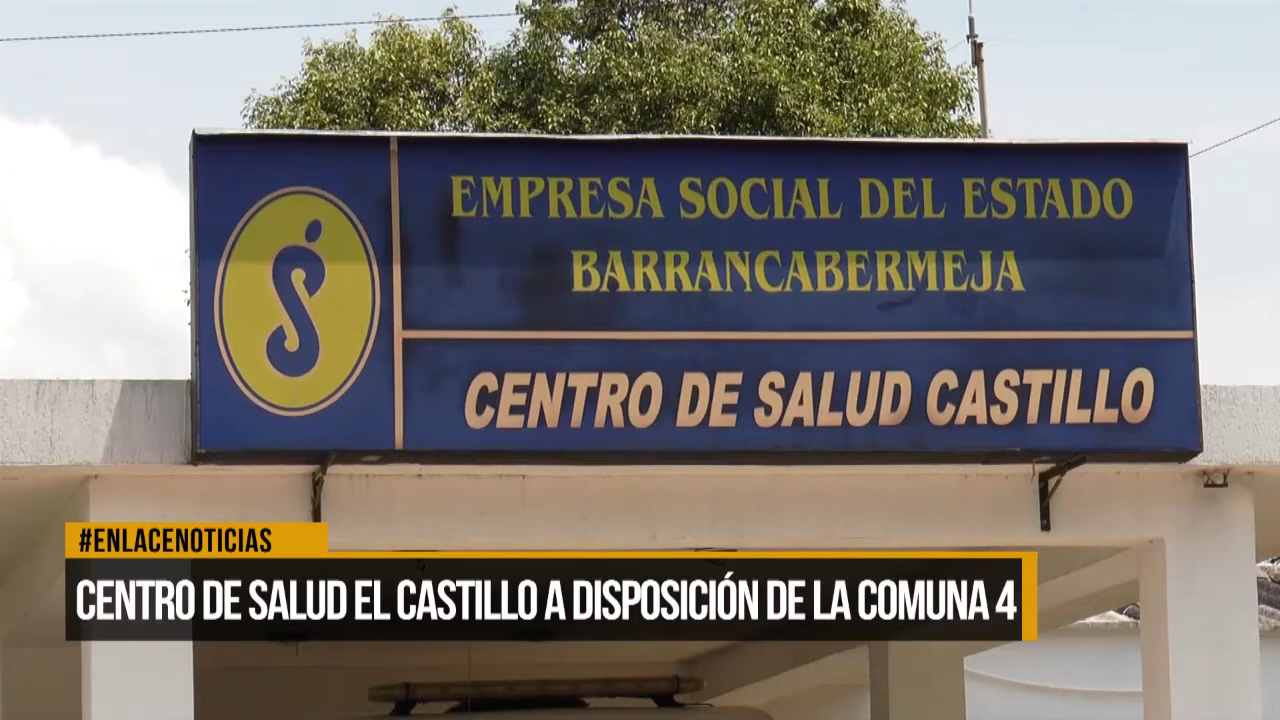 EMPRESA SOCIAL DEL ESTADO
BARRANCABERMEJA
CENTRO DE SALUD CASTILLO
#ENLACENOTICIAS
CENTRO DE SALUD EL CASTILLO A DISPOSICIÓN DE LA COMUNA 4